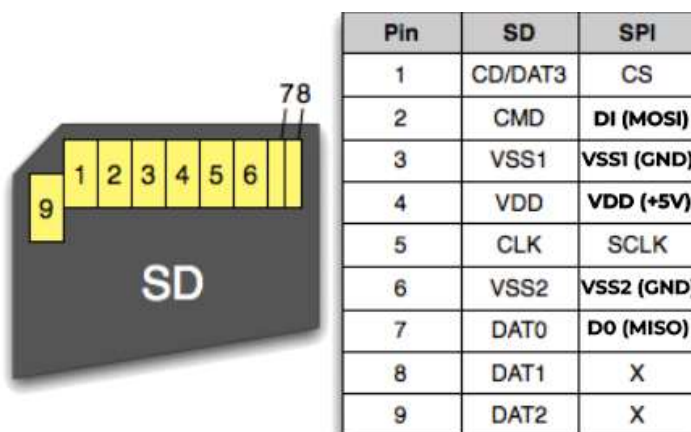 78
1 2 3 4 5 6
9
SD
Pin SD SPI
1 CD/DAT3 CS
2 CMD DI (MOSI)
3 VSS1 VSS1 (GND)
4 VDD VDD (+5V)
5 CLK SCLK
6 VSS2 VSS2 (GND)
7 DAT0 D0 (MISO)
8 DAT1 X
9 DAT2 X